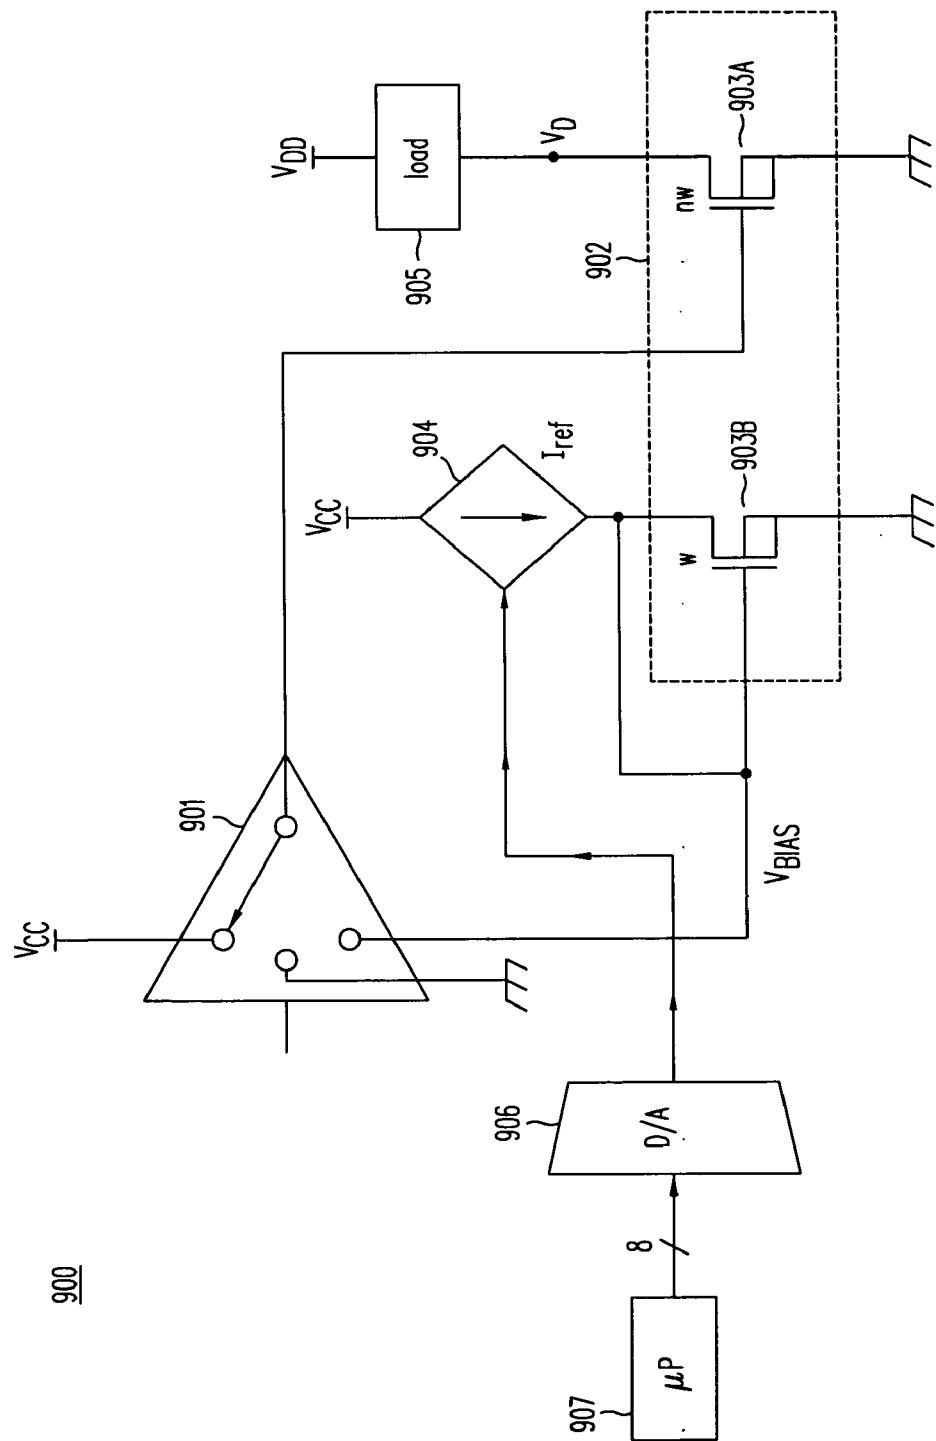 900
V_CC
901
V_DD
load
905
V_D
V_CC
904
I_ref
902
nw
903A
w
903B
V_BIAS
906
D/A
8
907
μP